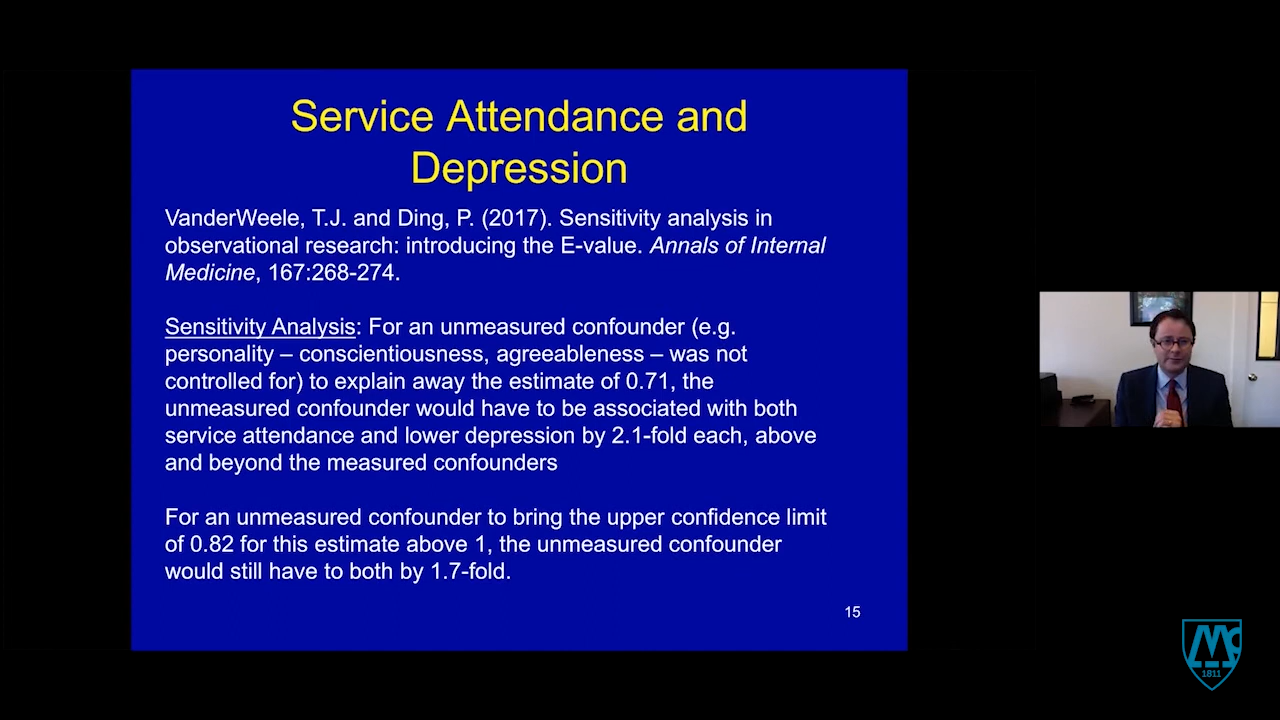 Service Attendance and
Depression
VanderWeele, T.J. and Ding, P. (2017). Sensitivity analysis in
observational research: introducing the E-value. Annals of Internal
Medicine, 167:268-274.
Sensitivity Analysis: For an unmeasured confounder (e.g.
personality – conscientiousness, agreeableness – was not
controlled for) to explain away the estimate of 0.71, the
unmeasured confounder would have to be associated with both
service attendance and lower depression by 2.1-fold each, above
and beyond the measured confounders
For an unmeasured confounder to bring the upper confidence limit
of 0.82 for this estimate above 1, the unmeasured confounder
would still have to both by 1.7-fold.
15
Mc
1811